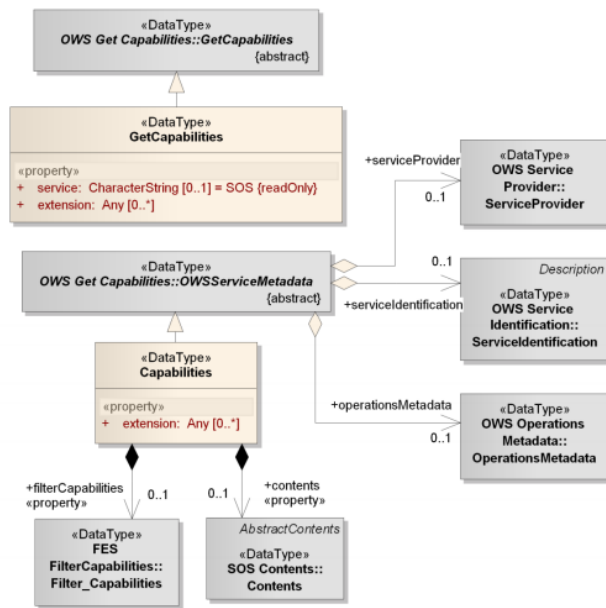 «DataType»
OWS Get Capabilities::GetCapabilities
{abstract}
«DataType»
GetCapabilities
«property»
+ service: CharacterString [0..1] = SOS {readOnly}
+ extension: Any [0..*]
+serviceProvider
0..1
«DataType»
OWS Service
Provider::
ServiceProvider
«DataType»
OWS Get Capabilities::OWSServiceMetadata
{abstract}
0..1
+serviceIdentification
Description
«DataType»
OWS Service
Identification::
ServiceIdentification
«DataType»
Capabilities
«property»
+ extension: Any [0..*]
+operationsMetadata
0..1
«DataType»
OWS Operations
Metadata::
OperationsMetadata
+filterCapabilities
«property»
0..1
0..1
+contents
«property»
«DataType»
FES
FilterCapabilities::
Filter_Capabilities
AbstractContents
«DataType»
SOS Contents::
Contents